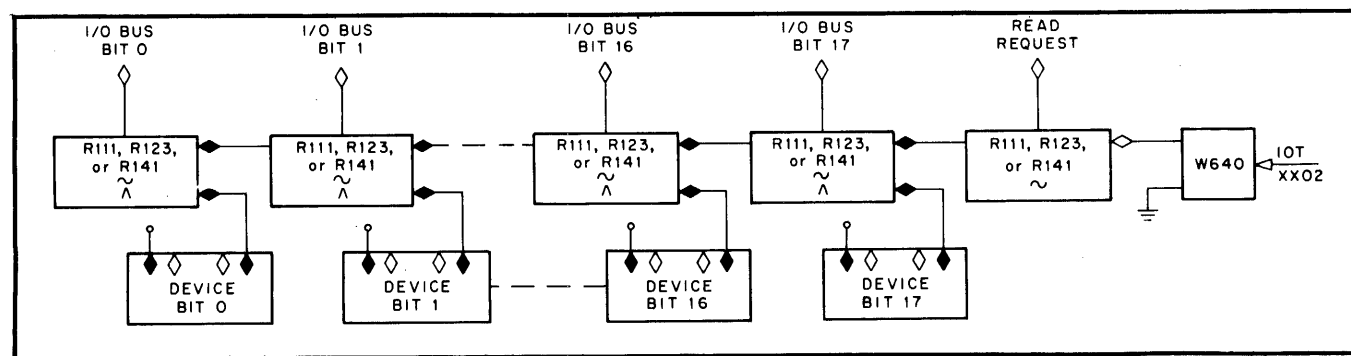 I/O BUS
BIT 0
I/O BUS
BIT 1
I/O BUS
BIT 16
I/O BUS
BIT 17
READ
REQUEST
R111, R123,
or R141
~
∧
R111, R123,
or R141
~
∧
R111, R123,
or R141
~
∧
R111, R123,
or R141
~
∧
R111, R123,
or R141
~
W640
IOT
XX02
DEVICE
BIT 0
DEVICE
BIT 1
DEVICE
BIT 16
DEVICE
BIT 17